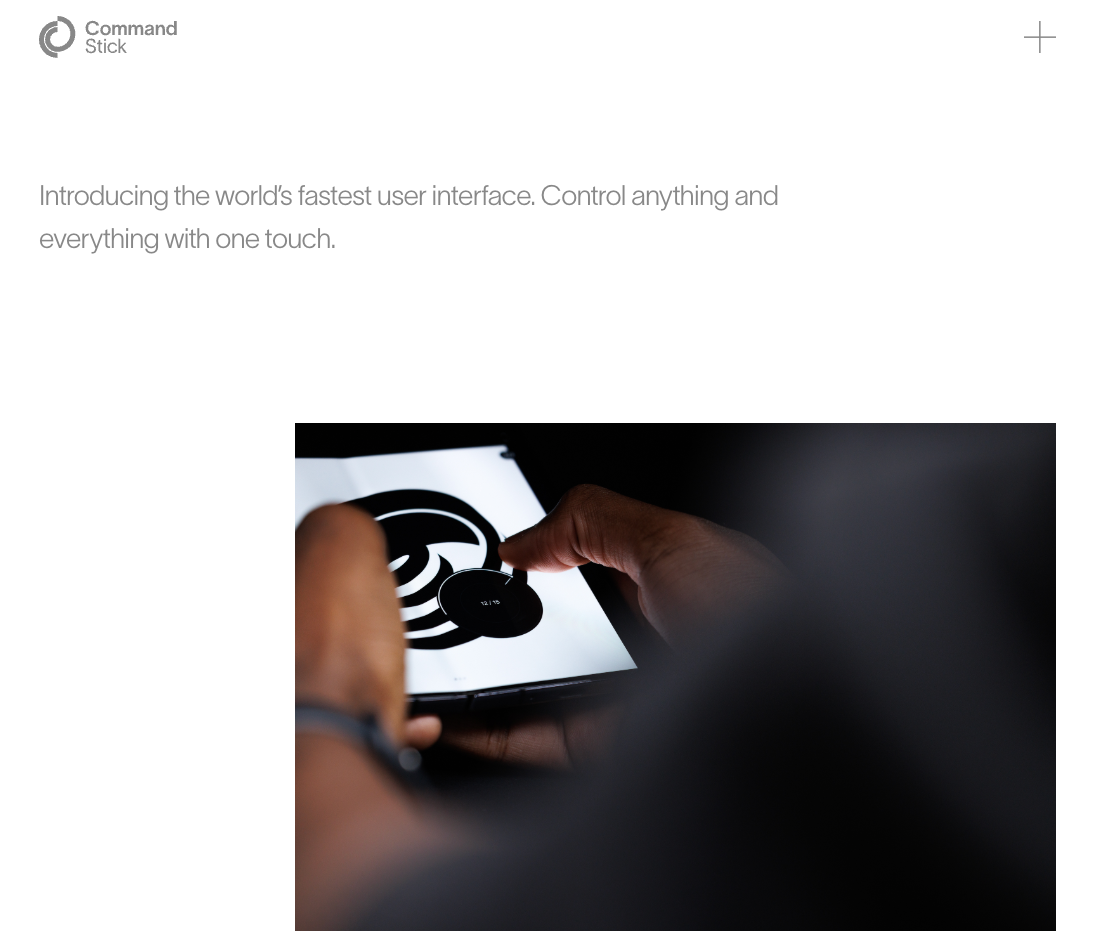 Command
Stick
Introducing the world's fastest user interface. Control anything and
everything with one touch.
12 / 15